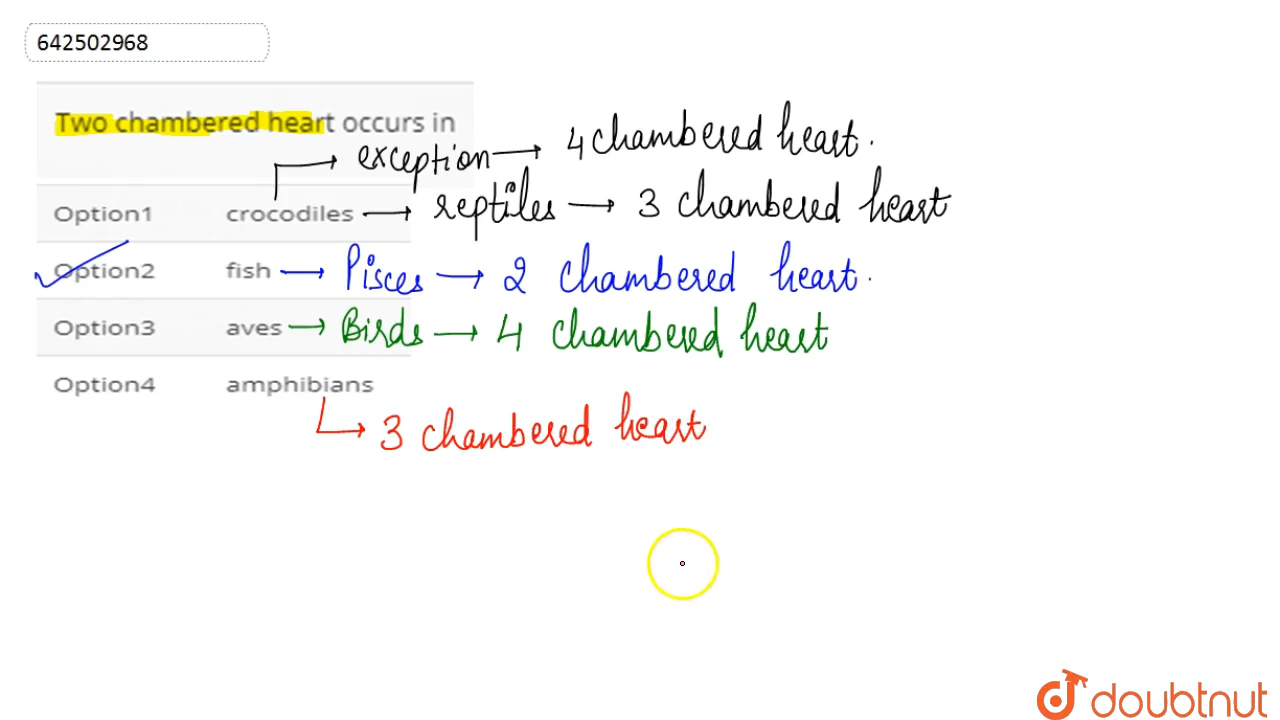 642502968
Two chambered heart occurs in
exception → 4 chambered heart.
Option1 crocodiles → reptiles → 3 chambered heart
Option2 fish → Pisces → 2 chambered heart.
Option3 aves → Birds → 4 chambered heart
Option4 amphibians
→ 3 chambered heart
doubtnut